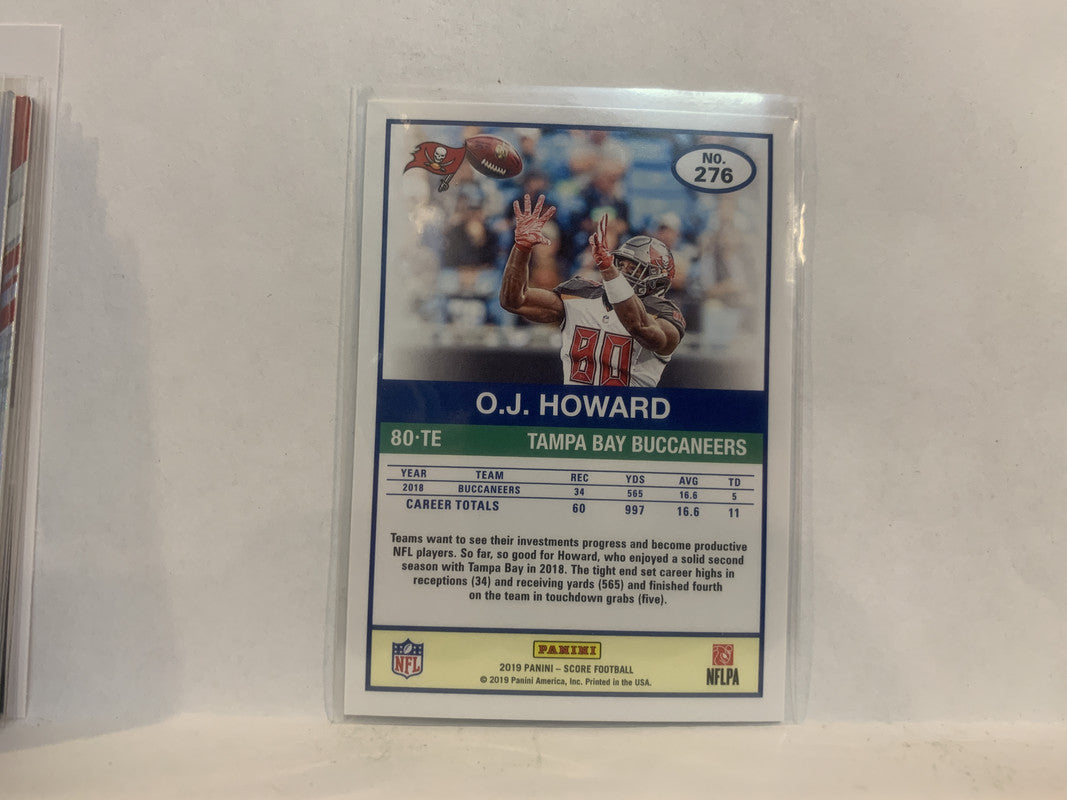 NO.
276
80
O.J. HOWARD
80·TE TAMPA BAY BUCCANEERS
YEAR TEAM REC YDS AVG TD
2018 BUCCANEERS 34 565 16.6 5
CAREER TOTALS 60 997 16.6 11
Teams want to see their investments progress and become productive
NFL players. So far, so good for Howard, who enjoyed a solid second
season with Tampa Bay in 2018. The tight end set career highs in
receptions (34) and receiving yards (565) and finished fourth
on the team in touchdown grabs (five).
NFL
PANINI
2019 PANINI – SCORE FOOTBALL
© 2019 Panini America, Inc. Printed in the USA.
NFLPA